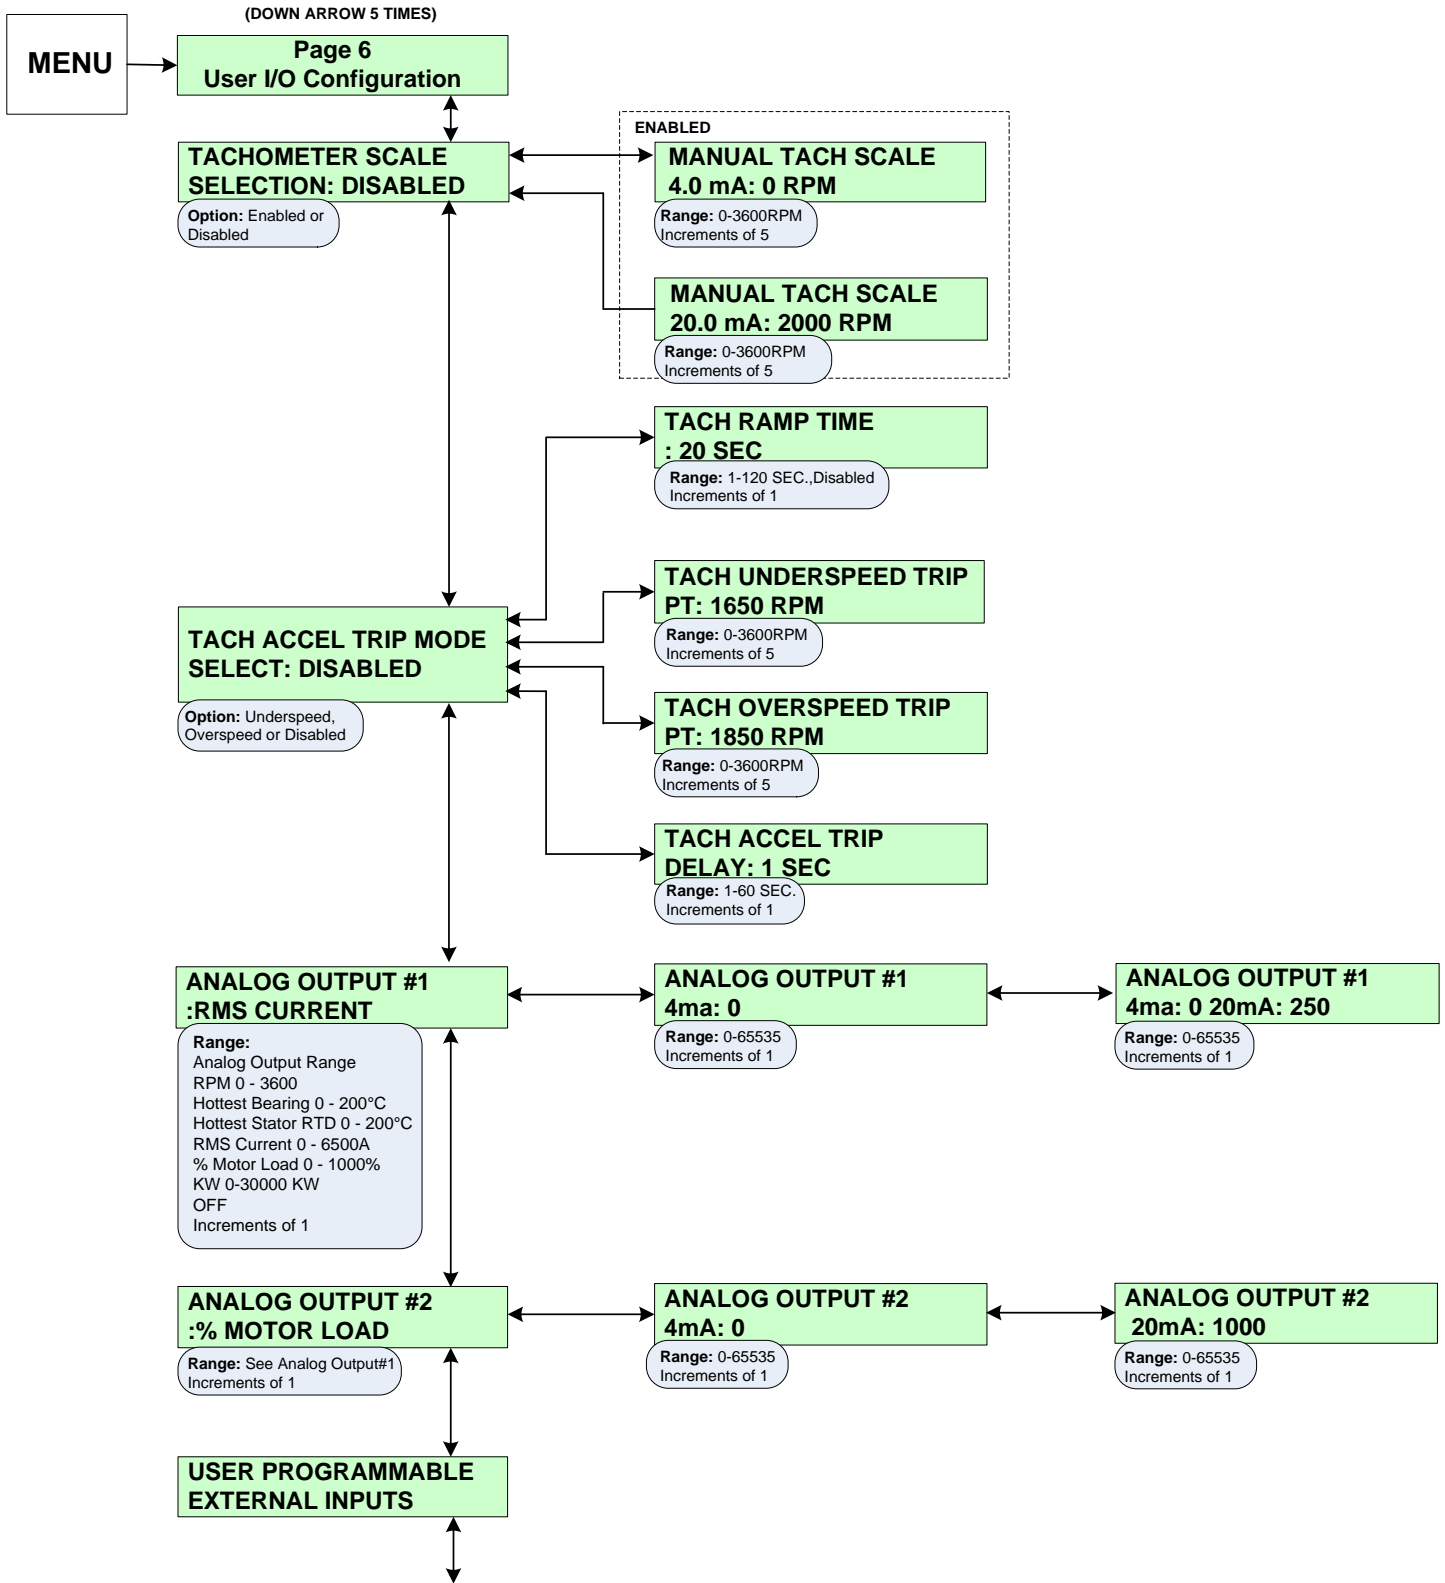 (DOWN ARROW 5 TIMES)
MENU
Page 6
User I/O Configuration
TACHOMETER SCALE
SELECTION: DISABLED
Option: Enabled or
Disabled
ENABLED
MANUAL TACH SCALE
4.0 mA: 0 RPM
Range: 0-3600RPM
Increments of 5
MANUAL TACH SCALE
20.0 mA: 2000 RPM
Range: 0-3600RPM
Increments of 5
TACH RAMP TIME
: 20 SEC
Range: 1-120 SEC.,Disabled
Increments of 1
TACH UNDERSPEED TRIP
PT: 1650 RPM
Range: 0-3600RPM
Increments of 5
TACH ACCEL TRIP MODE
SELECT: DISABLED
Option: Underspeed,
Overspeed or Disabled
TACH OVERSPEED TRIP
PT: 1850 RPM
Range: 0-3600RPM
Increments of 5
TACH ACCEL TRIP
DELAY: 1 SEC
Range: 1-60 SEC.
Increments of 1
ANALOG OUTPUT #1
:RMS CURRENT
Range:
Analog Output Range
RPM 0 - 3600
Hottest Bearing 0 - 200°C
Hottest Stator RTD 0 - 200°C
RMS Current 0 - 6500A
% Motor Load 0 - 1000%
KW 0-30000 KW
OFF
Increments of 1
ANALOG OUTPUT #1
4ma: 0
Range: 0-65535
Increments of 1
ANALOG OUTPUT #1
4ma: 0 20mA: 250
Range: 0-65535
Increments of 1
ANALOG OUTPUT #2
:% MOTOR LOAD
Range: See Analog Output#1
Increments of 1
ANALOG OUTPUT #2
4mA: 0
Range: 0-65535
Increments of 1
ANALOG OUTPUT #2
20mA: 1000
Range: 0-65535
Increments of 1
USER PROGRAMMABLE
EXTERNAL INPUTS